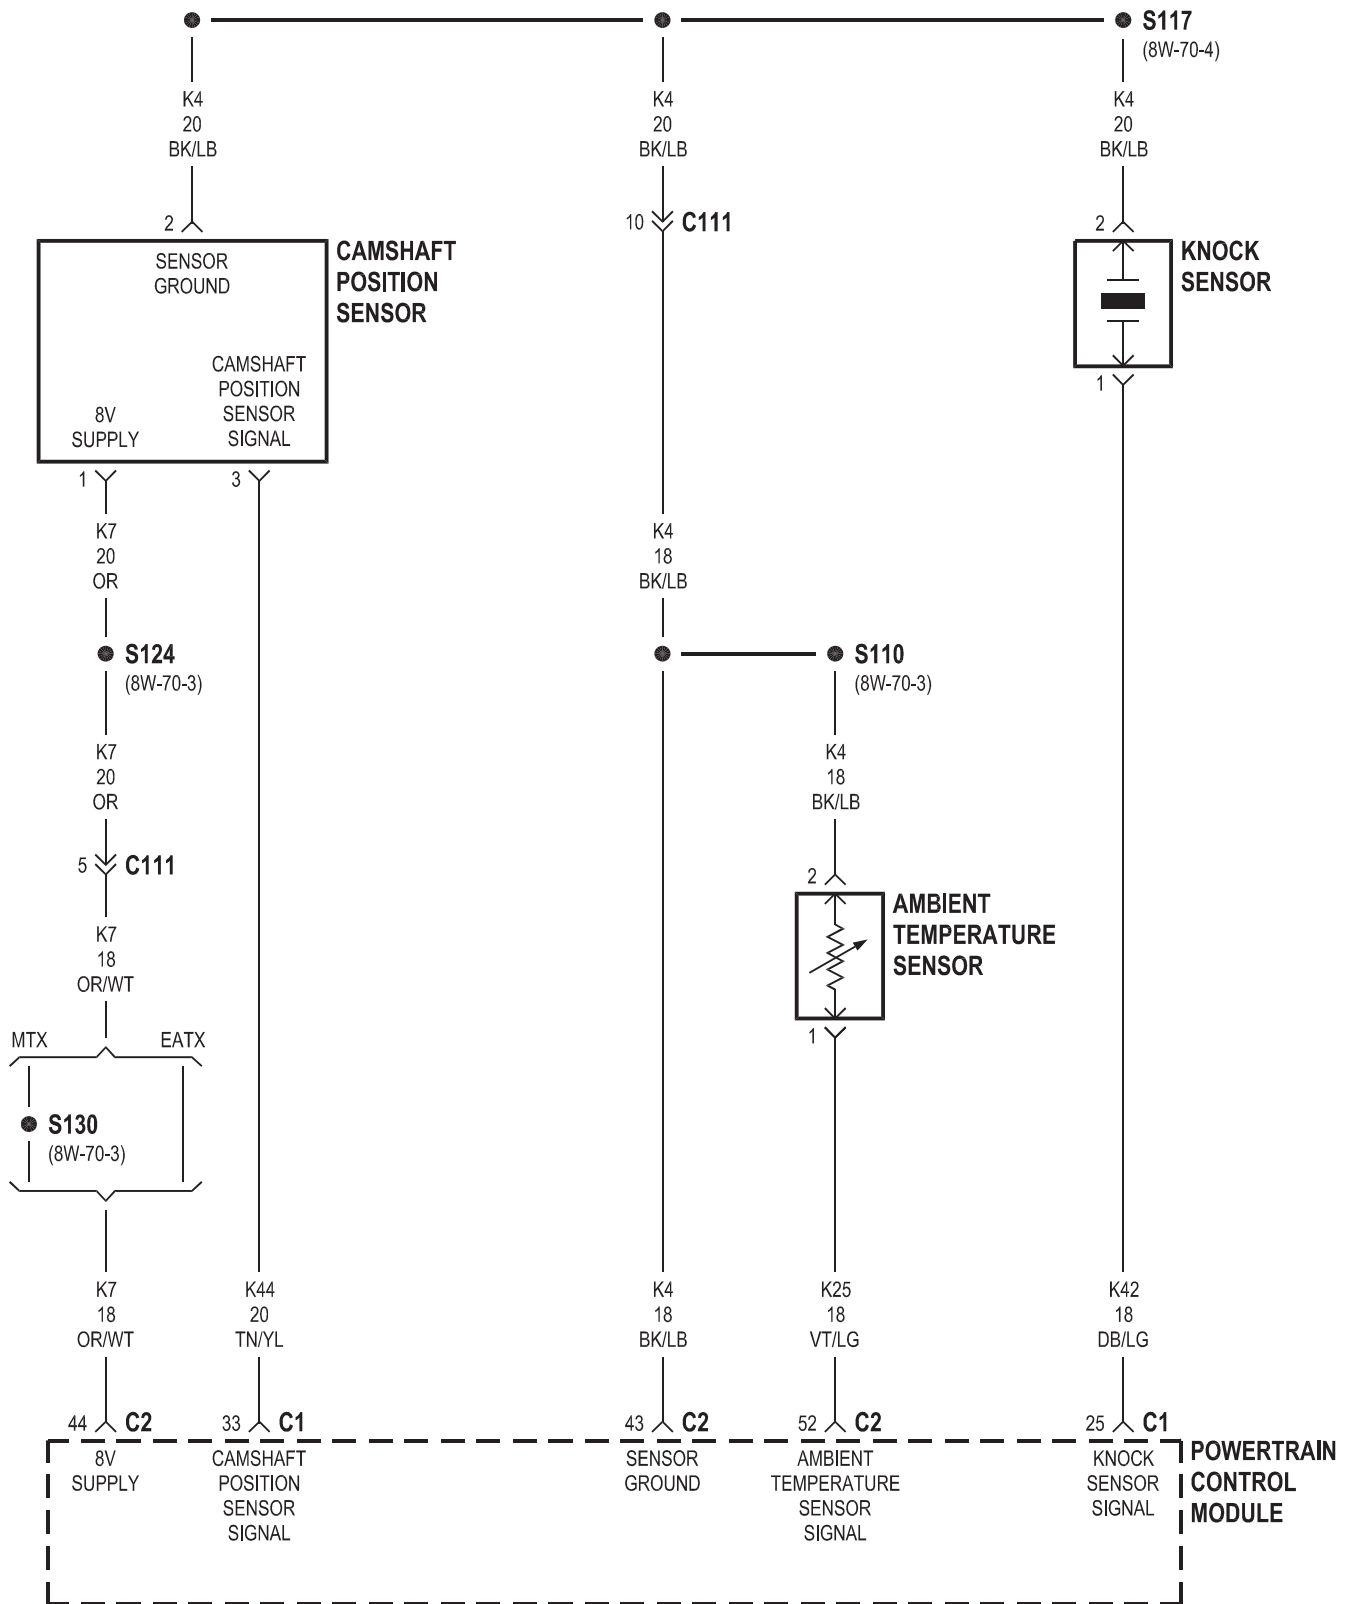 S117
(8W-70-4)
K4
20
BK/LB
K4
20
BK/LB
K4
20
BK/LB
2
10
C111
2
CAMSHAFT
POSITION
SENSOR
SENSOR
GROUND
CAMSHAFT
POSITION
SENSOR
SIGNAL
8V
SUPPLY
KNOCK
SENSOR
1
1
3
K7
20
OR
K4
18
BK/LB
S124
(8W-70-3)
S110
(8W-70-3)
K7
20
OR
K4
18
BK/LB
5
C111
2
AMBIENT
TEMPERATURE
SENSOR
1
K7
18
OR/WT
MTX
EATX
S130
(8W-70-3)
K7
18
OR/WT
K44
20
TN/YL
K4
18
BK/LB
K25
18
VT/LG
K42
18
DB/LG
44
C2
33
C1
43
C2
52
C2
25
C1
8V
SUPPLY
CAMSHAFT
POSITION
SENSOR
SIGNAL
SENSOR
GROUND
AMBIENT
TEMPERATURE
SENSOR
SIGNAL
KNOCK
SENSOR
SIGNAL
POWERTRAIN
CONTROL
MODULE